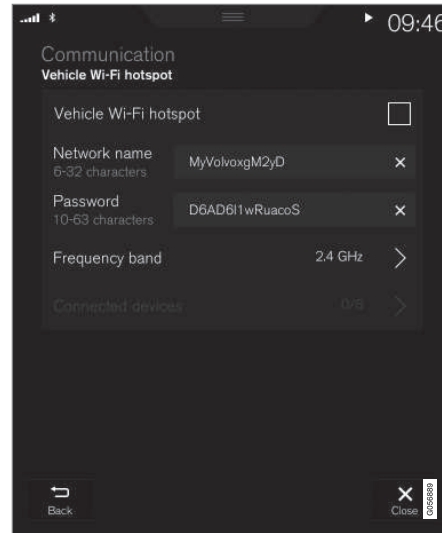 09:46
Communication
Vehicle Wi-Fi hotspot
Vehicle Wi-Fi hotspot
Network name
6-32 characters
MyVolvoxgM2yD
Password
10-63 characters
D6AD6l1wRuacoS
Frequency band
2.4 GHz
Connected devices
0/8
Back
Close
G056889